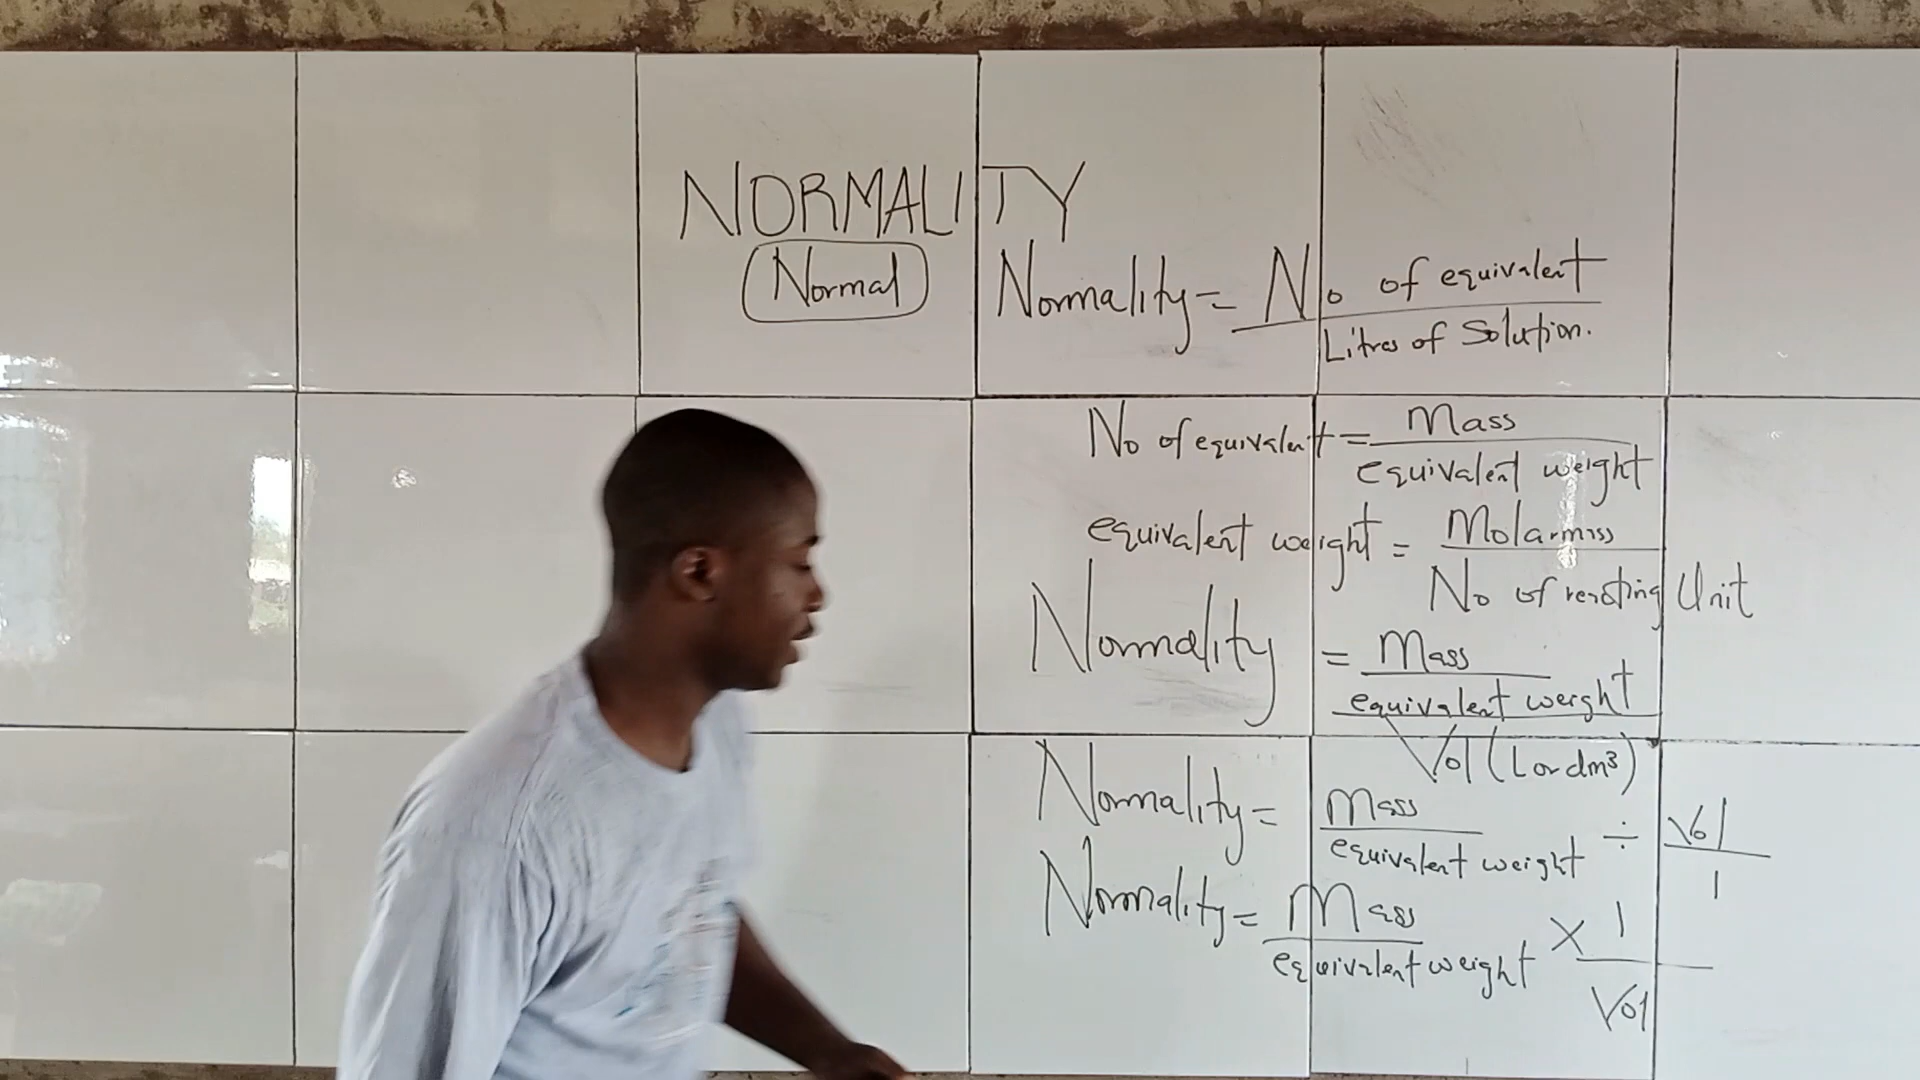 NORMALITY
Normal
Normality = No of equivalent
Litres of Solution.
No of equivalent = Mass
equivalent weight
equivalent weight = Molarmass
No of reacting Unit
Normality = Mass
equivalent weight
Vol (L or dm³)
Normality = Mass ÷ Vol
equivalent weight 1
Normality = Mass × 1
equivalent weight Vol